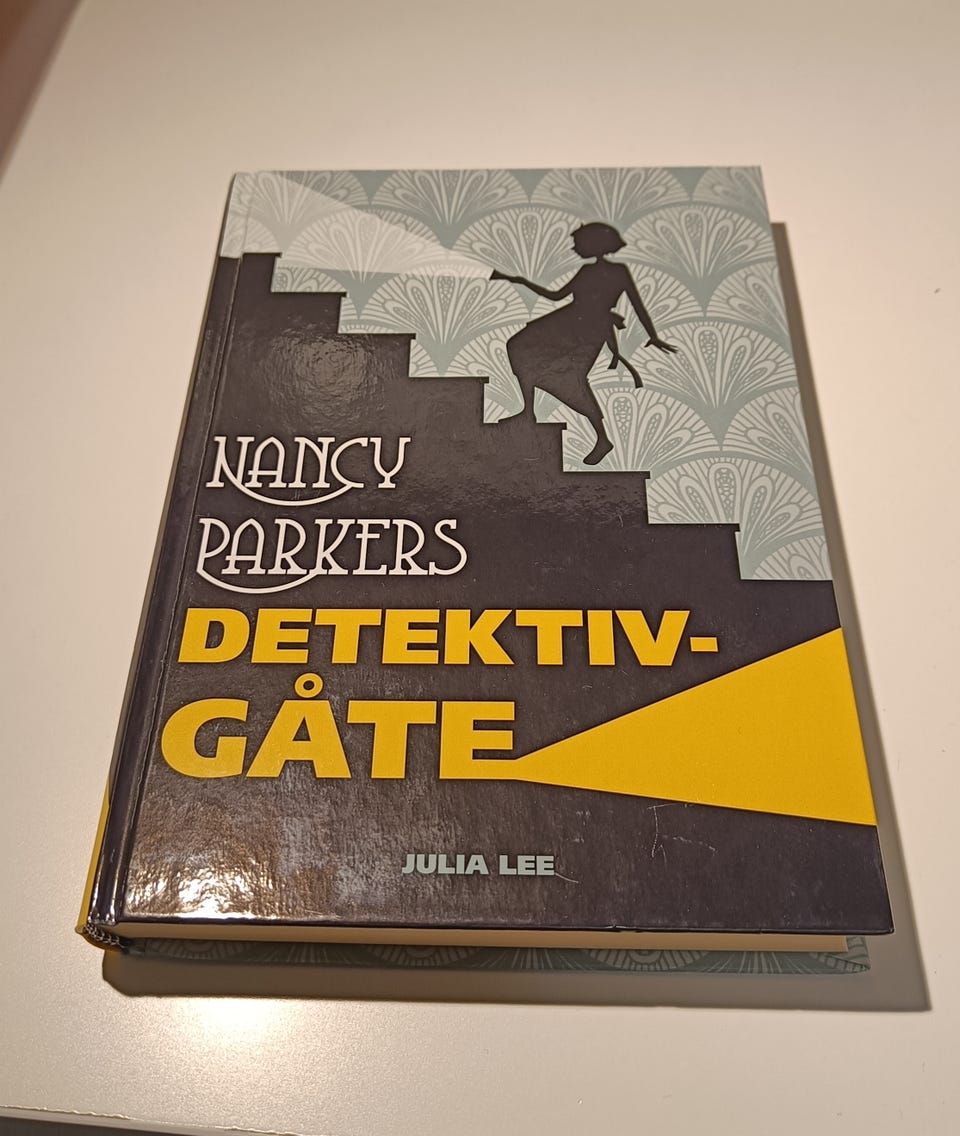 NANCY
PARKERS
DETEKTIV-
GÅTE
JULIA LEE